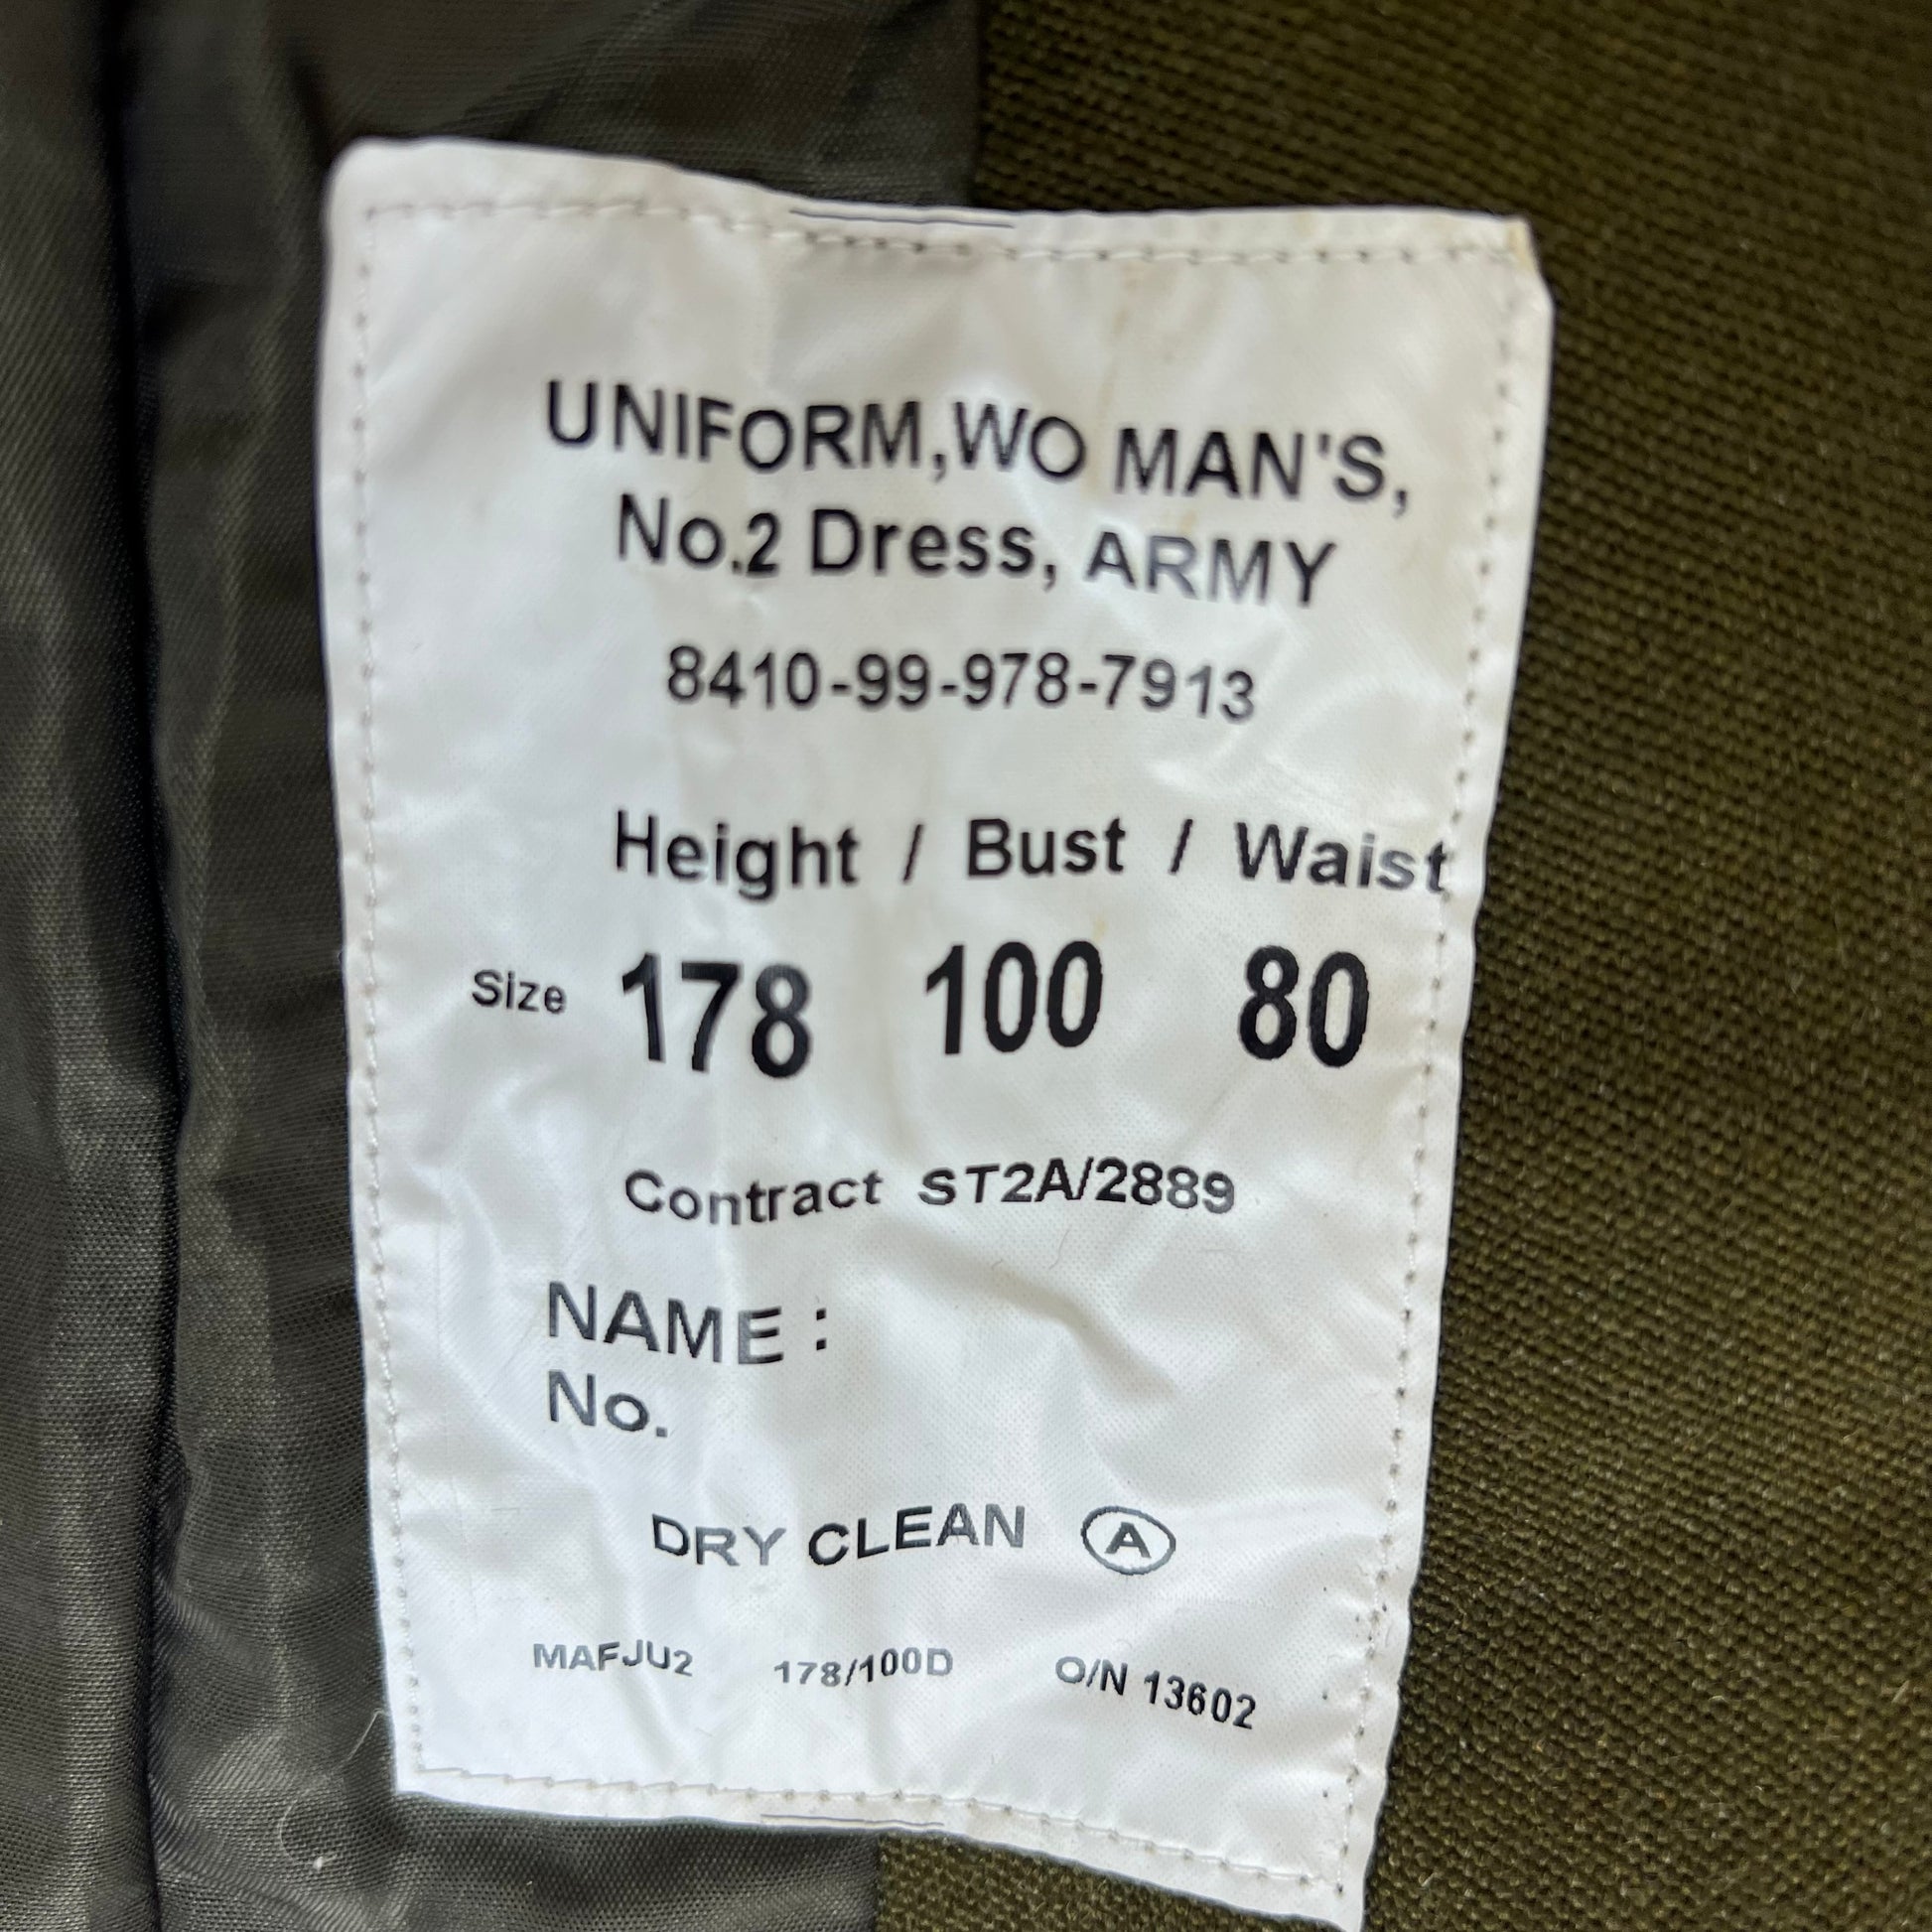 UNIFORM,WO MAN'S,
No.2 Dress, ARMY
8410-99-978-7913
Height / Bust / Waist
Size 178 100 80
Contract ST2A/2889
NAME :
No.
DRY CLEAN A
MAFJU2 178/100D O/N 13602